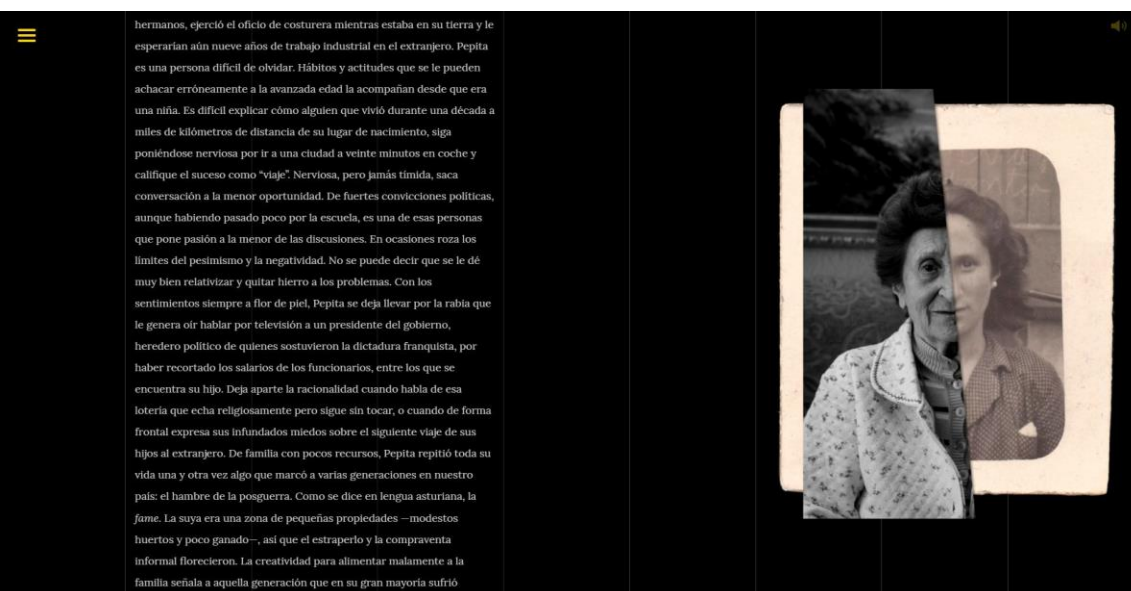 hermanos, ejerció el oficio de costurera mientras estaba en su tierra y le
esperarían aún nueve años de trabajo industrial en el extranjero. Pepita
es una persona difícil de olvidar. Hábitos y actitudes que se le pueden
achacar erróneamente a la avanzada edad la acompañan desde que era
una niña. Es difícil explicar cómo alguien que vivió durante una década a
miles de kilómetros de distancia de su lugar de nacimiento, siga
poniéndose nerviosa por ir a una ciudad a veinte minutos en coche y
califique el suceso como “viaje”. Nerviosa, pero jamás tímida, saca
conversación a la menor oportunidad. De fuertes convicciones políticas,
aunque habiendo pasado poco por la escuela, es una de esas personas
que pone pasión a la menor de las discusiones. En ocasiones roza los
límites del pesimismo y la negatividad. No se puede decir que se le dé
muy bien relativizar y quitar hierro a los problemas. Con los
sentimientos siempre a flor de piel, Pepita se deja llevar por la rabia que
le genera oír hablar por televisión a un presidente del gobierno,
heredero político de quienes sostuvieron la dictadura franquista, por
haber recortado los salarios de los funcionarios, entre los que se
encuentra su hijo. Deja aparte la racionalidad cuando habla de esa
lotería que echa religiosamente pero sigue sin tocar, o cuando de forma
frontal expresa sus infundados miedos sobre el siguiente viaje de sus
hijos al extranjero. De familia con pocos recursos, Pepita repitió toda su
vida una y otra vez algo que marcó a varias generaciones en nuestro
país: el hambre de la posguerra. Como se dice en lengua asturiana, la
fame. La suya era una zona de pequeñas propiedades —modestos
huertos y poco ganado—, así que el estraperlo y la compraventa
informal florecieron. La creatividad para alimentar malamente a la
familia señala a aquella generación que en su gran mayoría sufrió